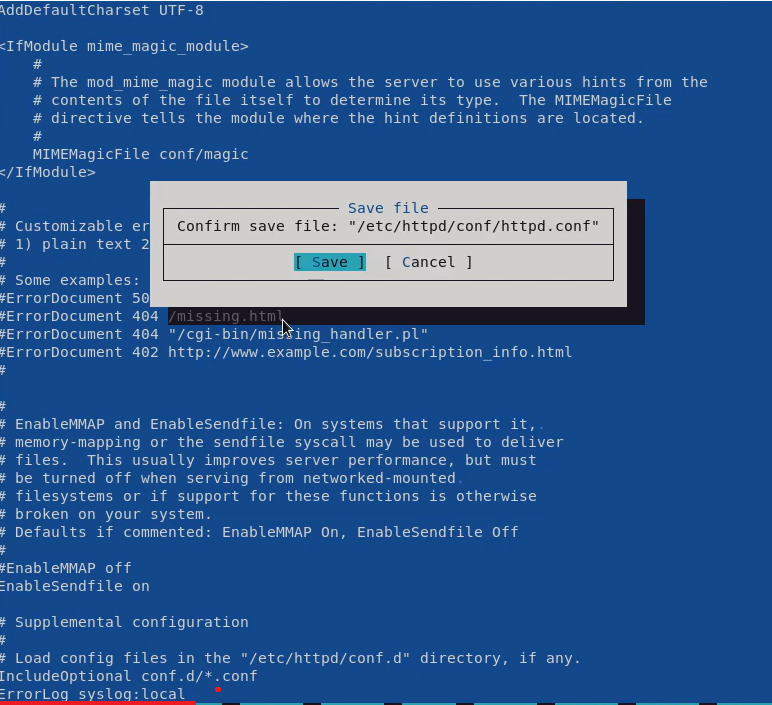 AddDefaultCharset UTF-8
<IfModule mime_magic_module>
    #
    # The mod_mime_magic module allows the server to use various hints from the
    # contents of the file itself to determine its type.  The MIMEMagicFile
    # directive tells the module where the hint definitions are located.
    #
    MIMEMagicFile conf/magic
</IfModule>
#
# Customizable er
# 1) plain text 2
#
# Some examples:
#ErrorDocument 50
Save file
Confirm save file: "/etc/httpd/conf/httpd.conf"
[ Save ]  [ Cancel ]
#ErrorDocument 404 /missing.html
#ErrorDocument 404 "/cgi-bin/missing_handler.pl"
#ErrorDocument 402 http://www.example.com/subscription_info.html
#
#
# EnableMMAP and EnableSendfile: On systems that support it,
# memory-mapping or the sendfile syscall may be used to deliver
# files.  This usually improves server performance, but must
# be turned off when serving from networked-mounted
# filesystems or if support for these functions is otherwise
# broken on your system.
# Defaults if commented: EnableMMAP On, EnableSendfile Off
#
#EnableMMAP off
EnableSendfile on
# Supplemental configuration
#
# Load config files in the "/etc/httpd/conf.d" directory, if any.
IncludeOptional conf.d/*.conf
ErrorLog syslog:local